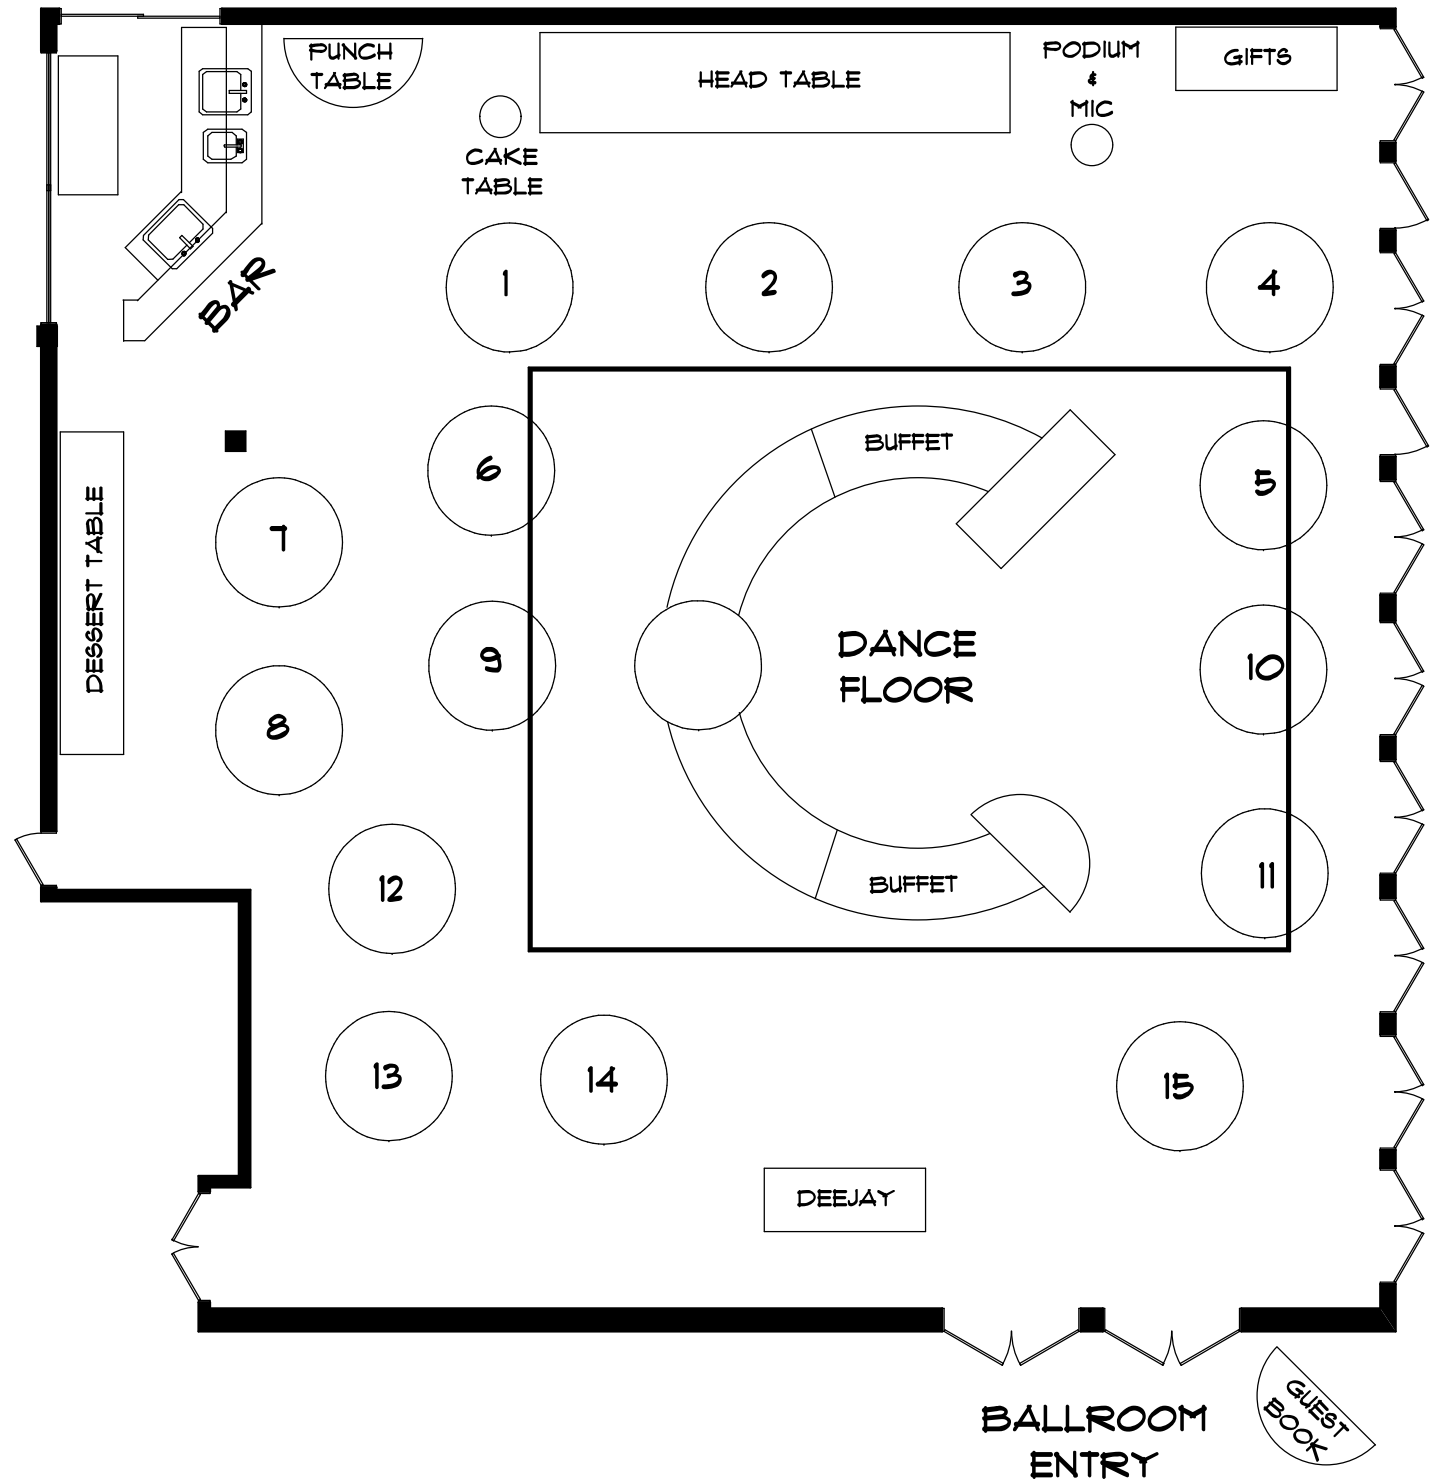 PUNCH
TABLE
HEAD TABLE
PODIUM
&
MIC
GIFTS
CAKE
TABLE
BAR
1
2
3
4
BUFFET
6
5
7
DESSERT TABLE
DANCE
FLOOR
9
10
8
12
BUFFET
11
13
14
15
DEEJAY
BALLROOM
ENTRY
GUEST
BOOK